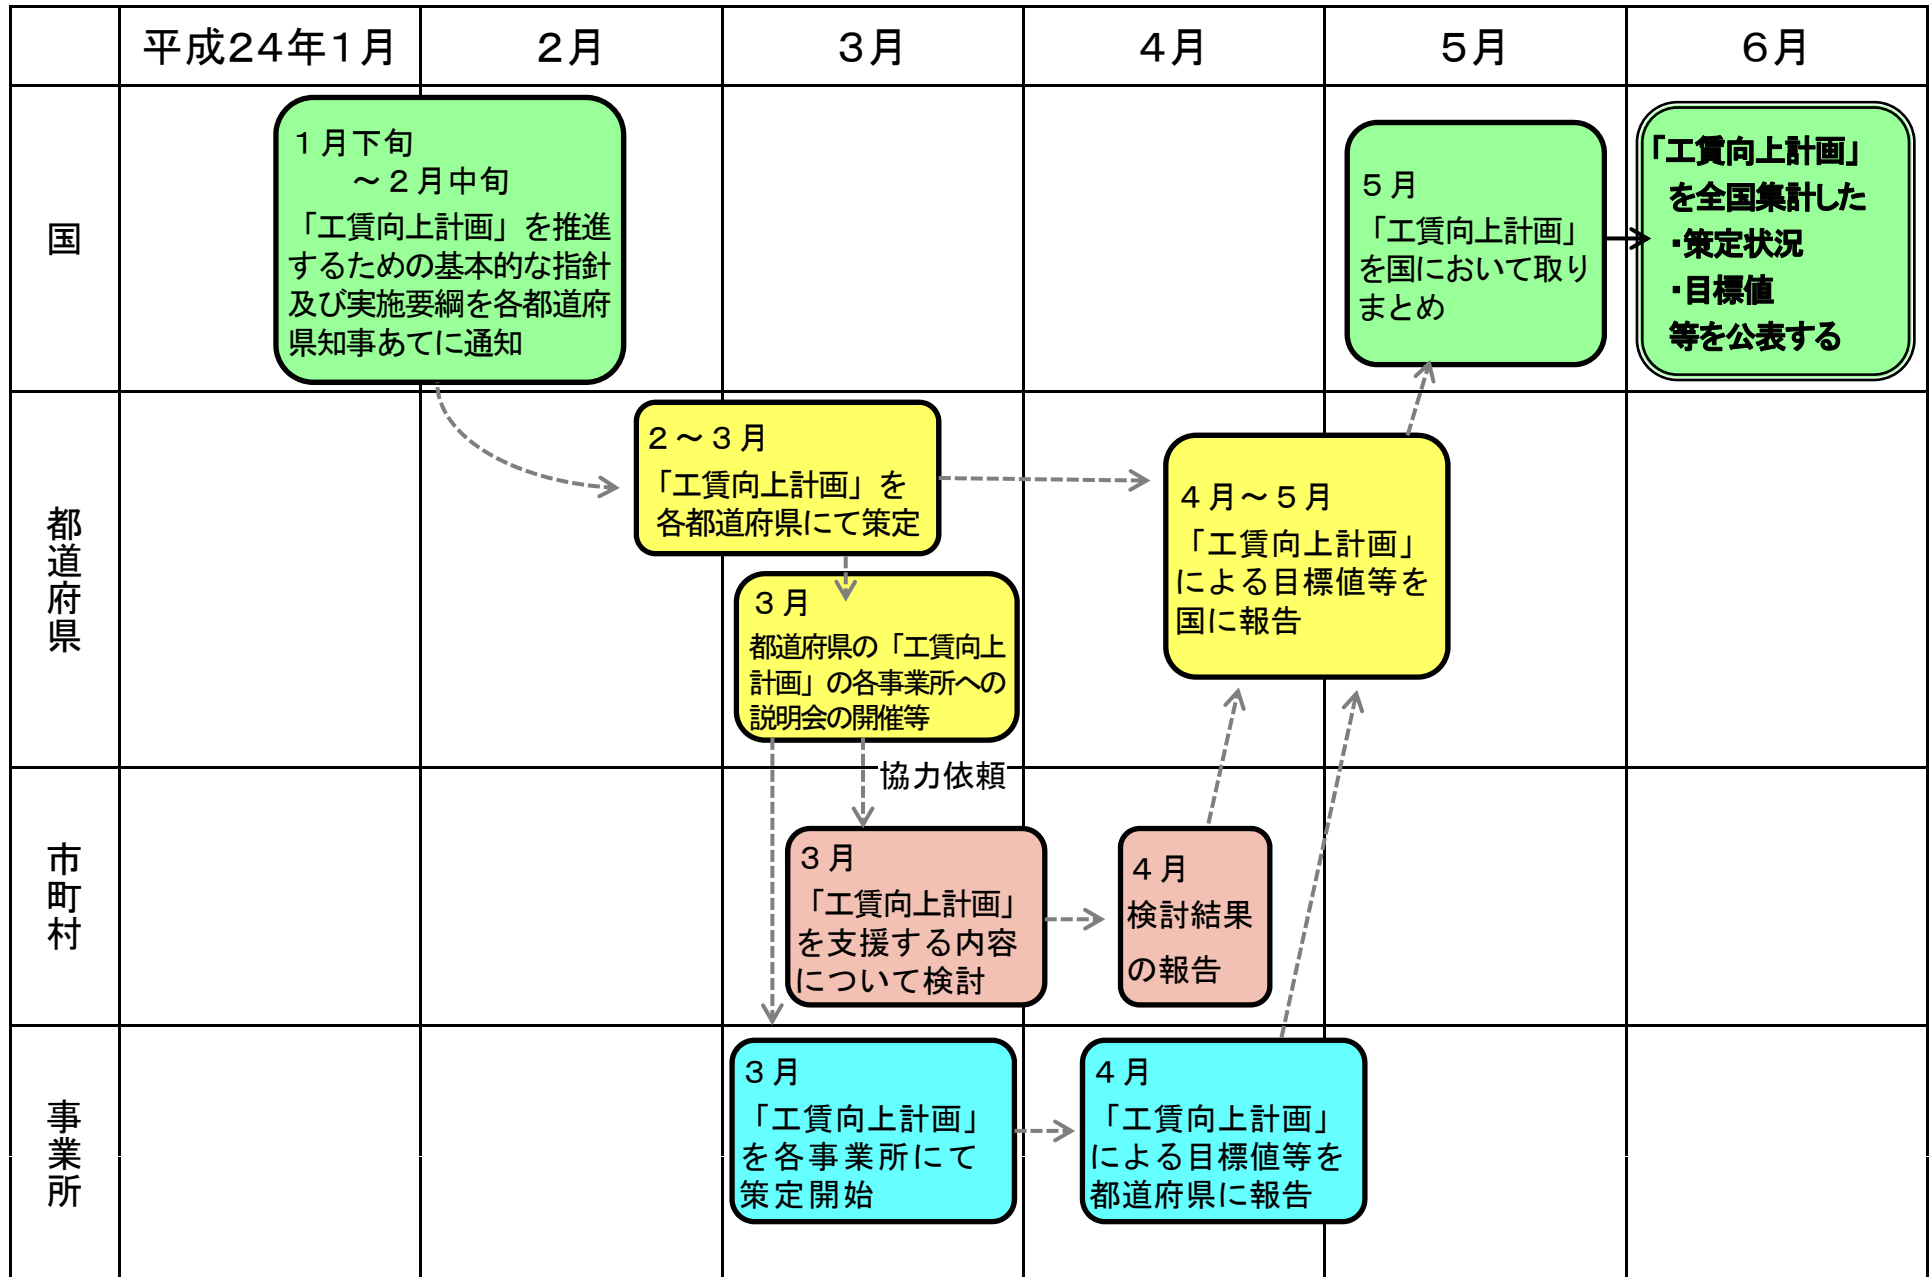 平成24年1月
2月
3月
4月
5月
6月
国
1月下旬
～2月中旬
「工賃向上計画」を推進
するための基本的な指針
及び実施要綱を各都道府
県知事あてに通知
5月
「工賃向上計画」
を国において取り
まとめ
「工賃向上計画」
を全国集計した
・策定状況
・目標値
等を公表する
都道府県
2～3月
「工賃向上計画」を
各都道府県にて策定
3月
都道府県の「工賃向上
計画」の各事業所への
説明会の開催等
4月～5月
「工賃向上計画」
による目標値等を
国に報告
協力依頼
市町村
3月
「工賃向上計画」
を支援する内容
について検討
4月
検討結果
の報告
事業所
3月
「工賃向上計画」
を各事業所にて
策定開始
4月
「工賃向上計画」
による目標値等を
都道府県に報告